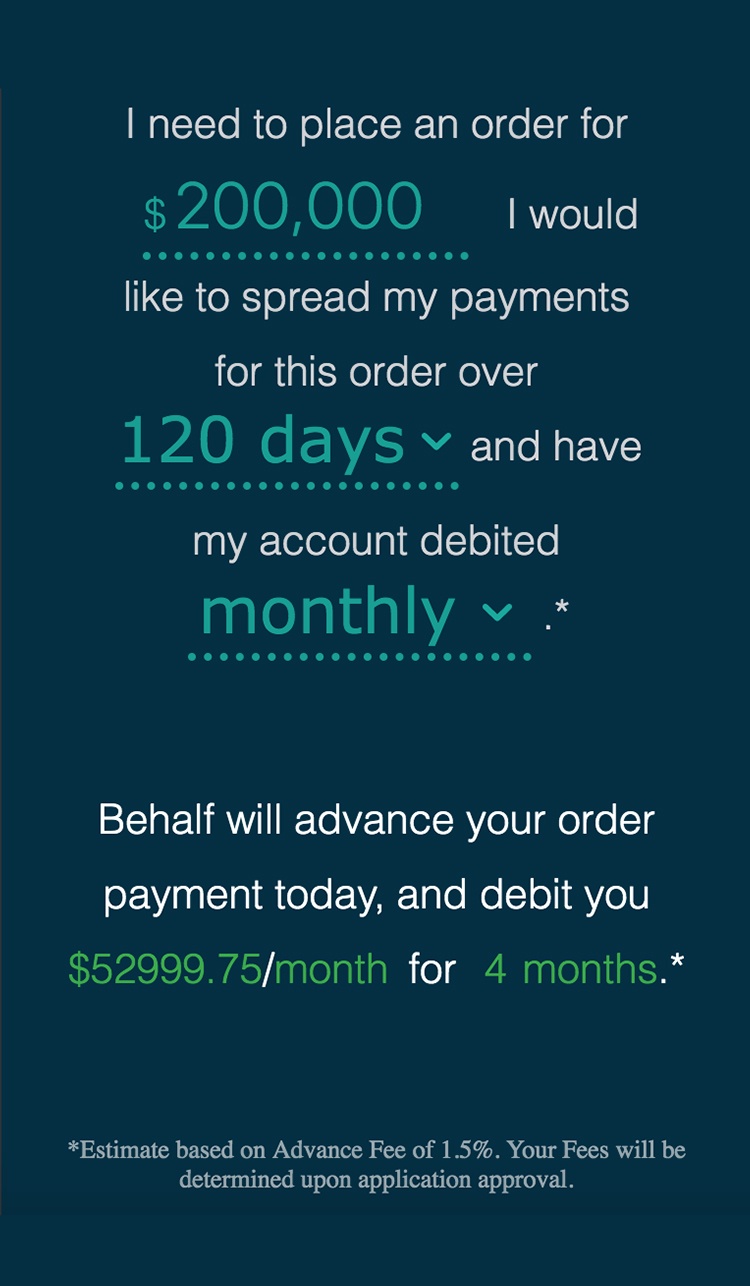 I need to place an order for
$ 200,000 I would
like to spread my payments
for this order over
120 days and have
my account debited
monthly .*
Behalf will advance your order
payment today, and debit you
$52999.75/month for 4 months.*
*Estimate based on Advance Fee of 1.5%. Your Fees will be
determined upon application approval.